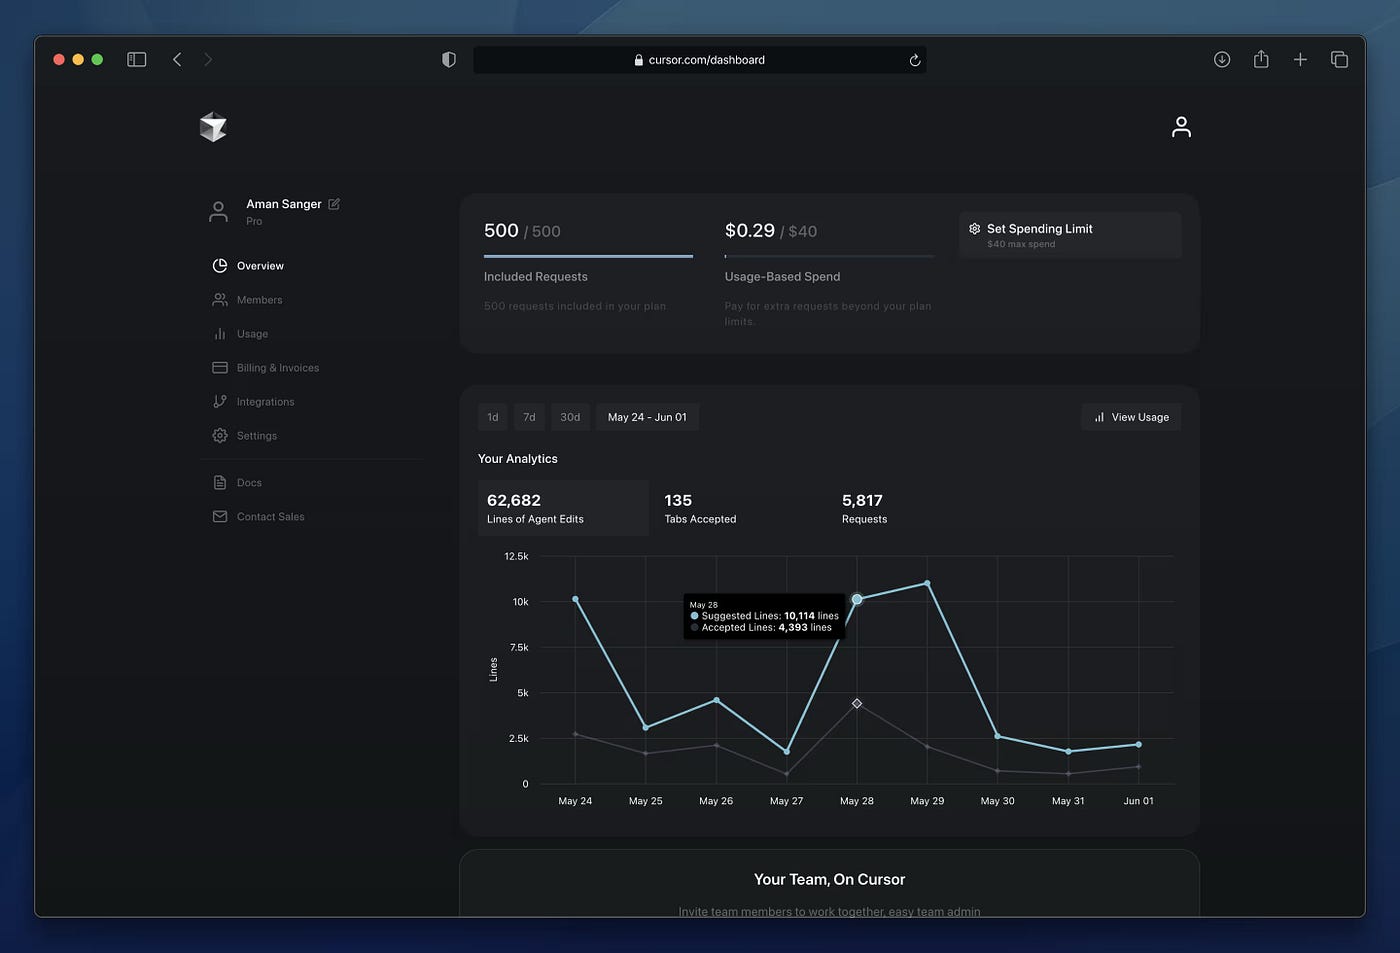 cursor.com/dashboard
Aman Sanger
Pro
Overview
Members
Usage
Billing & Invoices
Integrations
Settings
Docs
Contact Sales
500 / 500
Included Requests
500 requests included in your plan.
$0.29 / $40
Usage-Based Spend
Pay for extra requests beyond your plan
limits.
Set Spending Limit
$40 max spend
1d
7d
30d
May 24 - Jun 01
View Usage
Your Analytics
62,682
Lines of Agent Edits
135
Tabs Accepted
5,817
Requests
12.5k
10k
7.5k
5k
2.5k
0
Lines
May 28
Suggested Lines: 10,114 lines
Accepted Lines: 4,393 lines
May 24
May 25
May 26
May 27
May 28
May 29
May 30
May 31
Jun 01
Your Team, On Cursor
Invite team members to work together, easy team admin